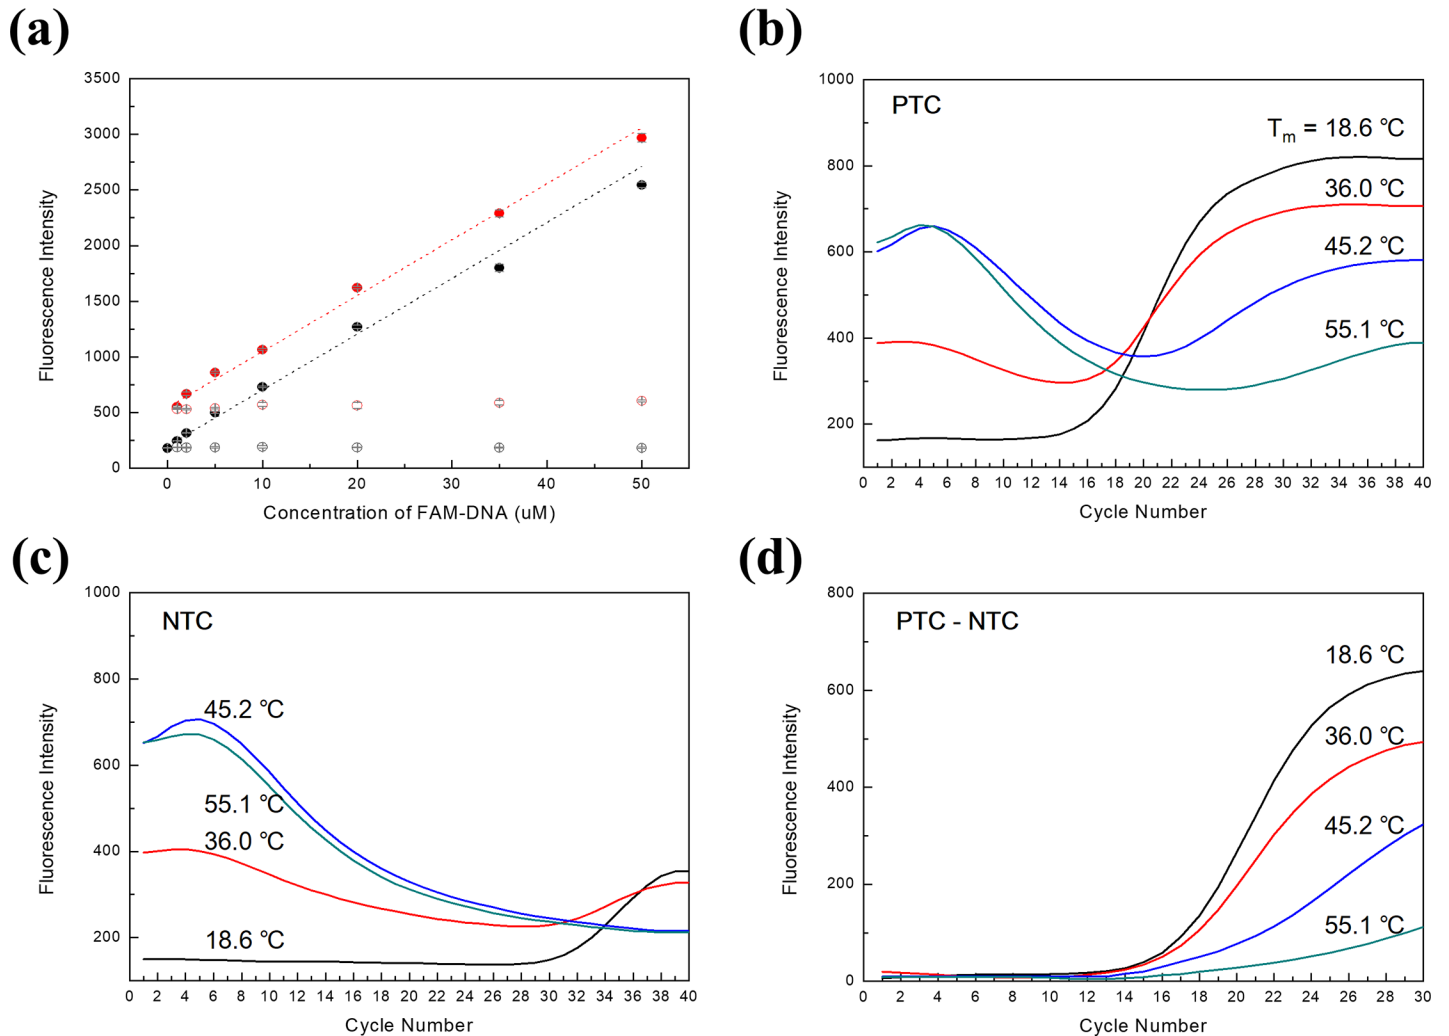 (a)
3500
3000
2500
2000
1500
1000
500
0
0 10 20 30 40 50
Fluorescence Intensity
Concentration of FAM-DNA (uM)
(b)
PTC
1000
800
600
400
200
Tm = 18.6 °C
36.0 °C
45.2 °C
55.1 °C
0 2 4 6 8 10 12 14 16 18 20 22 24 26 28 30 32 34 36 38 40
Fluorescence Intensity
Cycle Number
(c)
NTC
1000
800
600
400
200
45.2 °C
55.1 °C
36.0 °C
18.6 °C
0 2 4 6 8 10 12 14 16 18 20 22 24 26 28 30 32 34 36 38 40
Fluorescence Intensity
Cycle Number
(d)
PTC - NTC
800
600
400
200
0
18.6 °C
36.0 °C
45.2 °C
55.1 °C
0 2 4 6 8 10 12 14 16 18 20 22 24 26 28 30
Fluorescence Intensity
Cycle Number